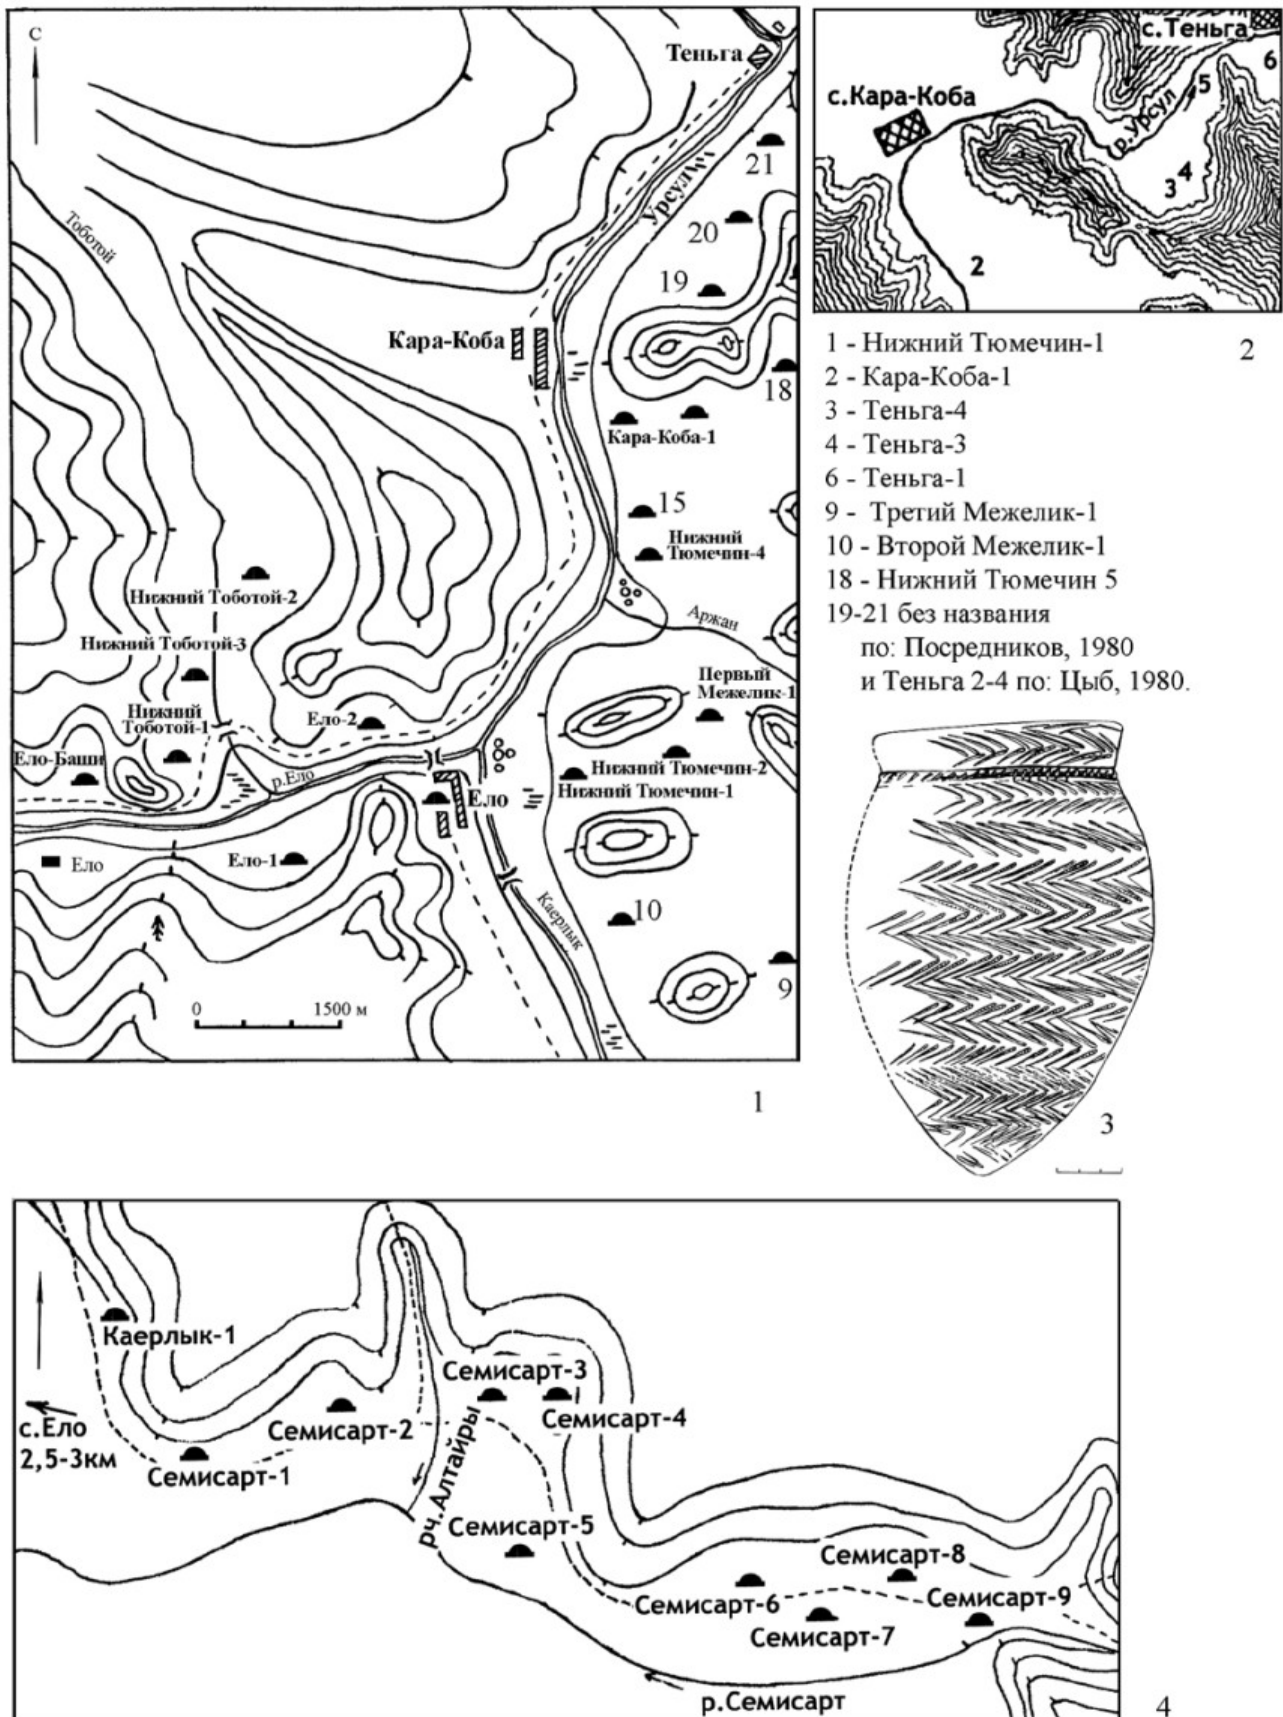 С
Теньга
Урсул
21
20
19
Тоботой
Кара-Коба
18
Кара-Коба-1
15
Нижний
Тюмечин-4
Нижний Тоботой-2
Аржан
Нижний Тоботой-3
Первый
Межелик-1
Нижний
Тоботой-1
Ело-2
Ело-Баши
р.Ело
Нижний Тюмечин-2
Нижний Тюмечин-1
Ело
Ело
Ело-1
Каерлык
10
9
0 1500 м
1
с.Теньга
6
5
с.Кара-Коба
р.Урсул
4
3
2
1 - Нижний Тюмечин-1
2 - Кара-Коба-1
3 - Теньга-4
4 - Теньга-3
6 - Теньга-1
9 - Третий Межелик-1
10 - Второй Межелик-1
18 - Нижний Тюмечин 5
19-21 без названия
по: Посредников, 1980
и Теньга 2-4 по: Цыб, 1980.
2
3
Каерлык-1
с.Ело
2,5-3км
Семисарт-3
Семисарт-4
Семисарт-2
Семисарт-1
рч.Алтайры
Семисарт-5
Семисарт-8
Семисарт-6
Семисарт-9
Семисарт-7
р.Семисарт
4